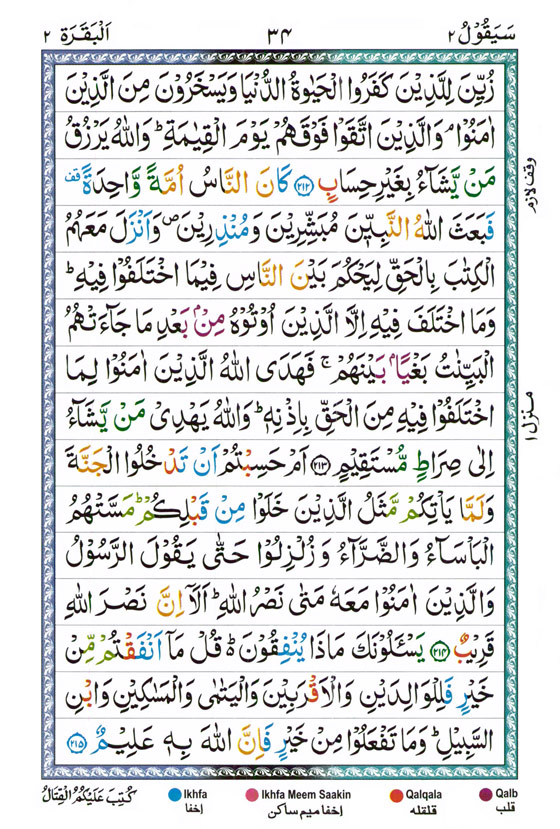 سَيَقُوْلُ ٢ ٣٤ اَلْبَقَرَة ٢
زُيِّنَ لِلَّذِيْنَ كَفَرُوا الْحَيٰوةُ الدُّنْيَا وَيَسْخَرُوْنَ مِنَ الَّذِيْنَ
اٰمَنُوْا ۘ وَالَّذِيْنَ اتَّقَوْا فَوْقَهُمْ يَوْمَ الْقِيٰمَةِ ؕ وَاللّٰهُ يَرْزُقُ
مَنْ يَّشَآءُ بِغَيْرِ حِسَابٍ ﴿٢١٢﴾ كَانَ النَّاسُ اُمَّةً وَّاحِدَةً قف
فَبَعَثَ اللّٰهُ النَّبِيّٖنَ مُبَشِّرِيْنَ وَمُنْذِرِيْنَ ۪ وَاَنْزَلَ مَعَهُمُ
الْكِتٰبَ بِالْحَقِّ لِيَحْكُمَ بَيْنَ النَّاسِ فِيْمَا اخْتَلَفُوْا فِيْهِ ؕ
وَمَا اخْتَلَفَ فِيْهِ اِلَّا الَّذِيْنَ اُوْتُوْهُ مِنْۢ بَعْدِ مَا جَآءَتْهُمُ
الْبَيِّنٰتُ بَغْيًاۢ بَيْنَهُمْ ۚ فَهَدَى اللّٰهُ الَّذِيْنَ اٰمَنُوْا لِمَا
اخْتَلَفُوْا فِيْهِ مِنَ الْحَقِّ بِاِذْنِهٖ ؕ وَاللّٰهُ يَهْدِيْ مَنْ يَّشَآءُ
اِلٰى صِرَاطٍ مُّسْتَقِيْمٍ ﴿٢١٣﴾ اَمْ حَسِبْتُمْ اَنْ تَدْخُلُوا الْجَنَّةَ
وَلَمَّا يَاْتِكُمْ مَّثَلُ الَّذِيْنَ خَلَوْا مِنْ قَبْلِكُمْ ؕ مَسَّتْهُمُ
الْبَاْسَآءُ وَالضَّرَّآءُ وَزُلْزِلُوْا حَتّٰى يَقُوْلَ الرَّسُوْلُ
وَالَّذِيْنَ اٰمَنُوْا مَعَهٗ مَتٰى نَصْرُ اللّٰهِ ؕ اَلَاۤ اِنَّ نَصْرَ اللّٰهِ
قَرِيْبٌ ﴿٢١٤﴾ يَسْـَٔلُوْنَكَ مَاذَا يُنْفِقُوْنَ ؕ قُلْ مَاۤ اَنْفَقْتُمْ مِّنْ
خَيْرٍ فَلِلْوَالِدَيْنِ وَالْاَقْرَبِيْنَ وَالْيَتٰمٰى وَالْمَسٰكِيْنِ وَابْنِ
السَّبِيْلِ ؕ وَمَا تَفْعَلُوْا مِنْ خَيْرٍ فَاِنَّ اللّٰهَ بِهٖ عَلِيْمٌ ﴿٢١٥﴾
وقف لازم
منزل ١
كُتِبَ عَلَيْكُمُ الْقِتَالُ
Ikhfa
اخفا
Ikhfa Meem Saakin
اخفا میم ساکن
Qalqala
قلقله
Qalb
قلب